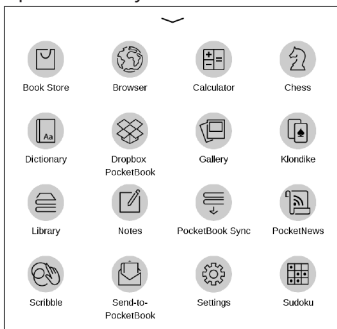 Book Store Browser Calculator Chess
Aa
Dictionary Dropbox PocketBook Gallery Klondike
Library Notes PocketBook Sync PocketNews
Scribble Send-to-PocketBook Settings Sudoku